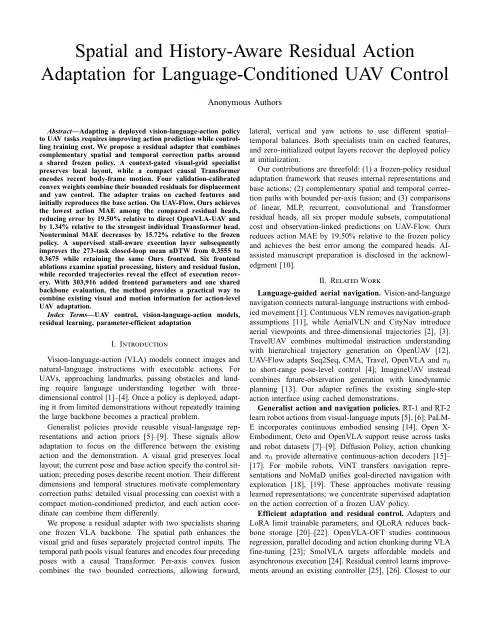 Spatial and History-Aware Residual Action
Adaptation for Language-Conditioned UAV Control
Anonymous Authors
Abstract—Adapting a deployed vision-language-action policy
to UAV tasks requires improving action prediction while control-
ling training cost. We propose a residual adapter that combines
complementary spatial and temporal correction paths around
a shared frozen policy. A context-gated visual-grid specialist
preserves local layout, while a compact causal Transformer
encodes recent body-frame motion. Four validation-calibrated
convex weights combine their bounded residuals for displacement
and yaw control. The adapter trains on cached features and
initially reproduces the base action. On UAV-Flow, Ours achieves
the lowest action MAE among the compared residual heads,
reducing error by 19.50% relative to direct OpenVLA-UAV and
by 1.34% relative to the strongest individual Transformer head.
Nonterminal MAE decreases by 15.72% relative to the frozen
policy. A supervised stall-aware execution layer subsequently
improves the 273-task closed-loop mean nDTW from 0.3555 to
0.3675 while retaining the same Ours frontend. Six frontend
ablations examine spatial processing, history and residual fusion,
while recorded trajectories reveal the effect of execution recov-
ery. With 303,916 added frontend parameters and one shared
backbone evaluation, the method provides a practical way to
combine existing visual and motion information for action-level
UAV adaptation.
Index Terms—UAV control, vision-language-action models,
residual learning, parameter-efficient adaptation
I. INTRODUCTION
Vision-language-action (VLA) models connect images and
natural-language instructions with executable actions. For
UAVs, approaching landmarks, passing obstacles and land-
ing require language understanding together with three-
dimensional control [1]–[4]. Once a policy is deployed, adapt-
ing it from limited demonstrations without repeatedly training
the large backbone becomes a practical problem.
Generalist policies provide reusable visual-language rep-
resentations and action priors [5]–[9]. These signals allow
adaptation to focus on the difference between the existing
action and the demonstration. A visual grid preserves local
layout; the current pose and base action specify the control sit-
uation; preceding poses describe recent motion. Their different
dimensions and temporal structures motivate complementary
correction paths: detailed visual processing can coexist with a
compact motion-conditioned predictor, and each action coor-
dinate can combine them differently.
We propose a residual adapter with two specialists sharing
one frozen VLA backbone. The spatial path enhances the
visual grid and fuses separately projected control inputs. The
temporal path pools visual features and encodes four preceding
poses with a causal Transformer. Per-axis convex fusion
combines the two bounded corrections, allowing forward,
lateral, vertical and yaw actions to use different spatial–
temporal balances. Both specialists train on cached features,
and zero-initialized output layers recover the deployed policy
at initialization.
Our contributions are threefold: (1) a frozen-policy residual
adaptation framework that reuses internal representations and
base actions; (2) complementary spatial and temporal correc-
tion paths with bounded per-axis fusion; and (3) comparisons
of linear, MLP, recurrent, convolutional and Transformer
residual heads, all six proper module subsets, computational
cost and observation-linked predictions on UAV-Flow. Ours
reduces action MAE by 19.50% relative to the frozen policy
and achieves the best error among the compared heads. AI-
assisted manuscript preparation is disclosed in the acknowl-
edgment [10].
II. RELATED WORK
Language-guided aerial navigation. Vision-and-language
navigation connects natural-language instructions with embod-
ied movement [1]. Continuous VLN removes navigation-graph
assumptions [11], while AerialVLN and CityNav introduce
aerial viewpoints and three-dimensional trajectories [2], [3].
TravelUAV combines multimodal instruction understanding
with hierarchical trajectory generation on OpenUAV [12].
UAV-Flow adapts Seq2Seq, CMA, Travel, OpenVLA and π0
to short-range pose-level control [4]; ImagineUAV instead
combines future-observation generation with kinodynamic
planning [13]. Our adapter refines the existing single-step
action interface using cached demonstrations.
Generalist action and navigation policies. RT-1 and RT-2
learn robot actions from visual-language inputs [5], [6]; PaLM-
E incorporates continuous embodied sensing [14]. Open X-
Embodiment, Octo and OpenVLA support reuse across tasks
and robot datasets [7]–[9]. Diffusion Policy, action chunking
and π0 provide alternative continuous-action decoders [15]–
[17]. For mobile robots, ViNT transfers navigation repre-
sentations and NoMaD unifies goal-directed navigation with
exploration [18], [19]. These approaches motivate reusing
learned representations; we concentrate supervised adaptation
on the action correction of a frozen UAV policy.
Efficient adaptation and residual control. Adapters and
LoRA limit trainable parameters, and QLoRA reduces back-
bone storage [20]–[22]. OpenVLA-OFT studies continuous
regression, parallel decoding and action chunking during VLA
fine-tuning [23]; SmolVLA targets affordable models and
asynchronous execution [24]. Residual control learns improve-
ments around an existing controller [25], [26]. Closest to our